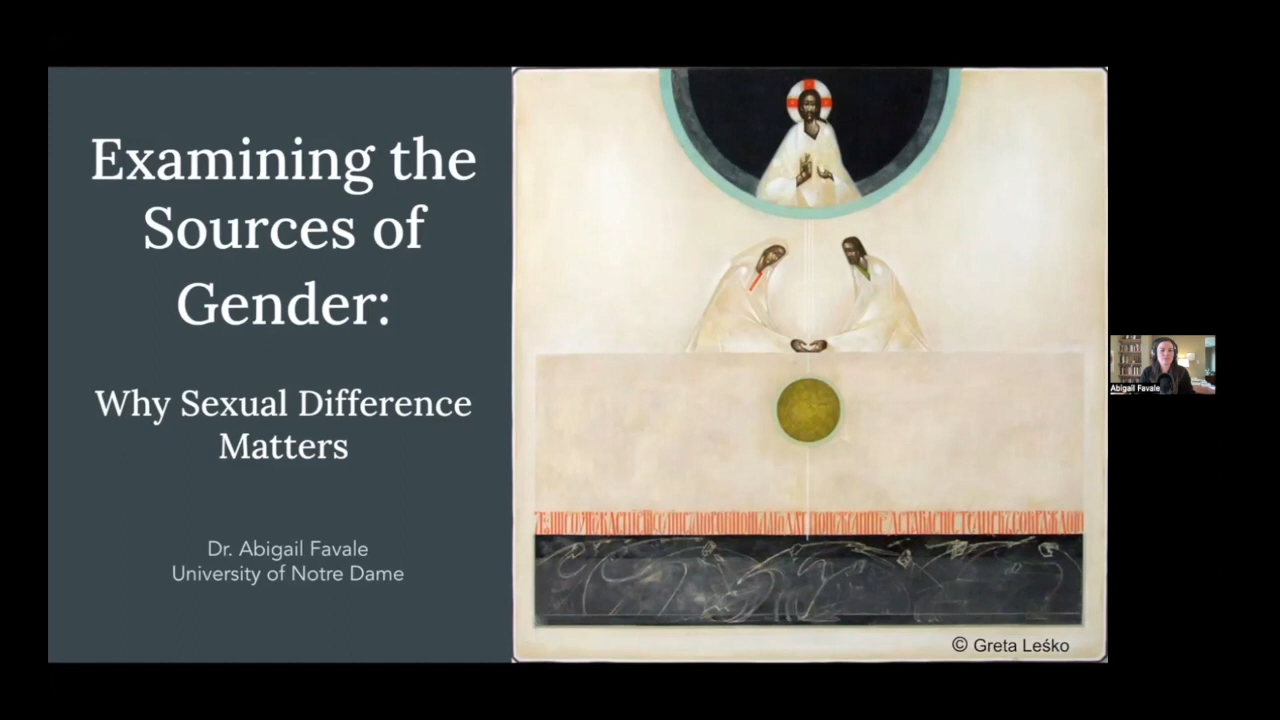 Examining the
Sources of
Gender:
Why Sexual Difference
Matters
Dr. Abigail Favale
University of Notre Dame
© Greta Leśko
Abigail Favale